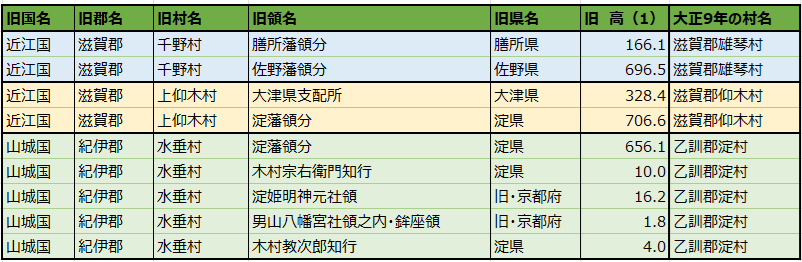 旧国名 旧郡名 旧村名 旧領名 旧県名 旧 高（1） 大正9年の村名
近江国 滋賀郡 千野村 膳所藩領分 膳所県 166.1 滋賀郡雄琴村
近江国 滋賀郡 千野村 佐野藩領分 佐野県 696.5 滋賀郡雄琴村
近江国 滋賀郡 上仰木村 大津県支配所 大津県 328.4 滋賀郡仰木村
近江国 滋賀郡 上仰木村 淀藩領分 淀県 706.6 滋賀郡仰木村
山城国 紀伊郡 水垂村 淀藩領分 淀県 656.1 乙訓郡淀村
山城国 紀伊郡 水垂村 木村宗右衛門知行 淀県 10.0 乙訓郡淀村
山城国 紀伊郡 水垂村 淀姫明神元社領 旧・京都府 16.2 乙訓郡淀村
山城国 紀伊郡 水垂村 男山八幡宮社領之内・鉾座領 旧・京都府 1.8 乙訓郡淀村
山城国 紀伊郡 水垂村 木村教次郎知行 淀県 4.0 乙訓郡淀村